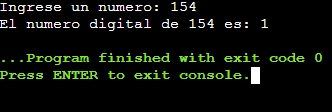 Ingrese un numero: 154
El numero digital de 154 es: 1
...Program finished with exit code 0
Press ENTER to exit console.